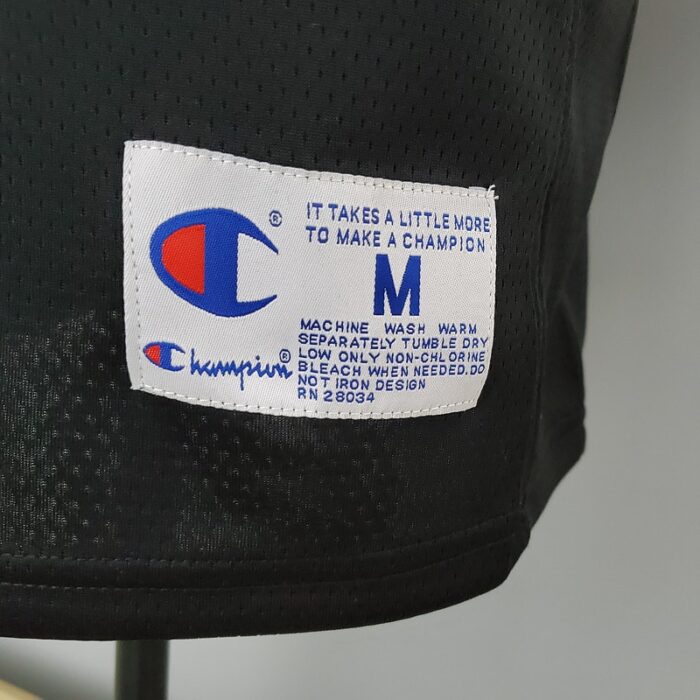 ®
IT TAKES A LITTLE MORE
TO MAKE A CHAMPION
M
Champion®
MACHINE WASH WARM
SEPARATELY TUMBLE DRY
LOW ONLY NON-CHLORINE
BLEACH WHEN NEEDED.DO
NOT IRON DESIGN
RN 28034